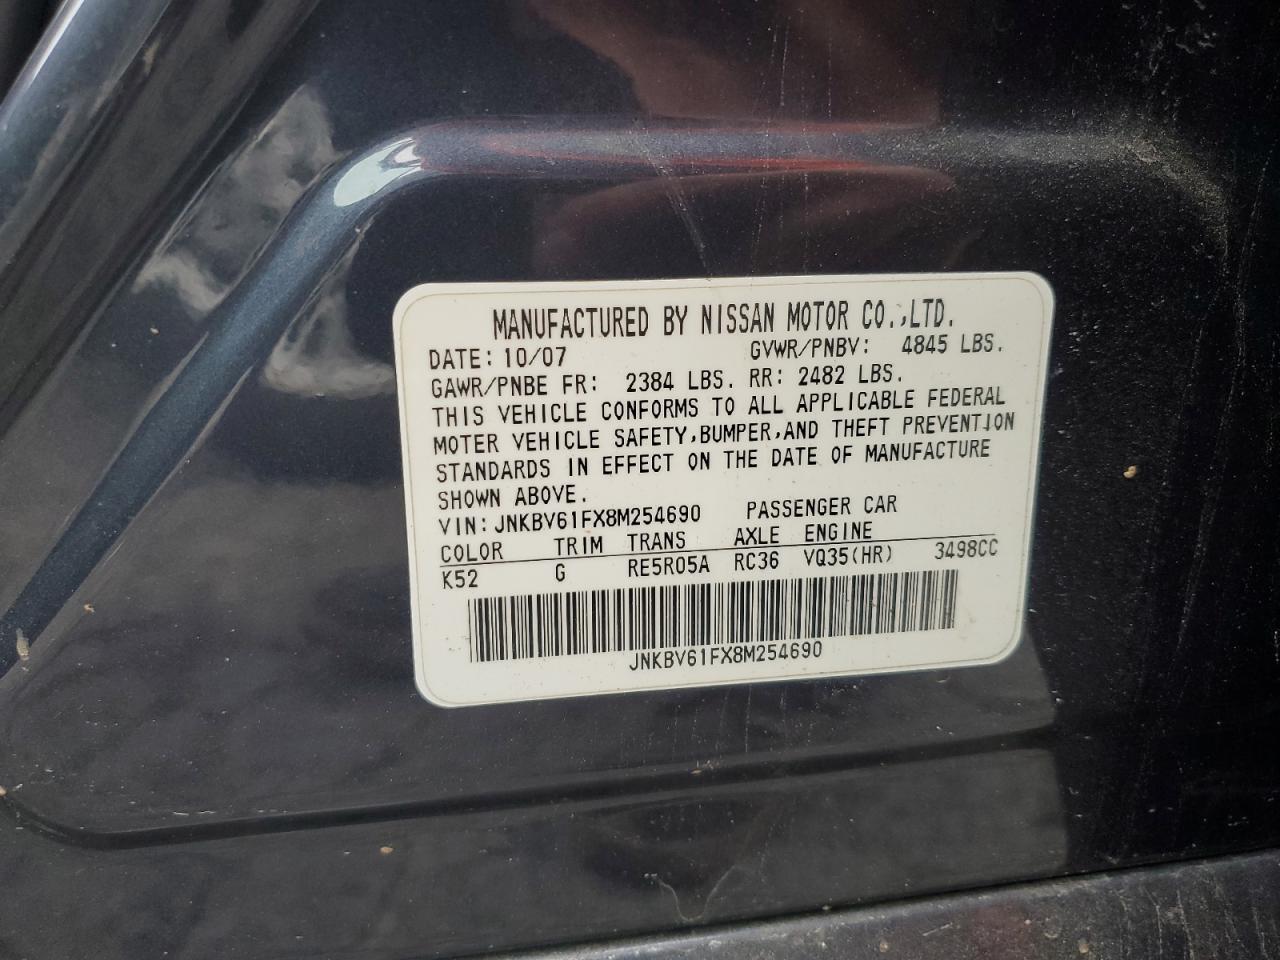 MANUFACTURED BY NISSAN MOTOR CO.,LTD.
DATE: 10/07 GVWR/PNBV: 4845 LBS.
GAWR/PNBE FR: 2384 LBS. RR: 2482 LBS.
THIS VEHICLE CONFORMS TO ALL APPLICABLE FEDERAL
MOTER VEHICLE SAFETY,BUMPER,AND THEFT PREVENTION
STANDARDS IN EFFECT ON THE DATE OF MANUFACTURE
SHOWN ABOVE.
VIN: JNKBV61FX8M254690 PASSENGER CAR
COLOR TRIM TRANS AXLE ENGINE
K52 G RE5R05A RC36 VQ35(HR) 3498CC
JNKBV61FX8M254690